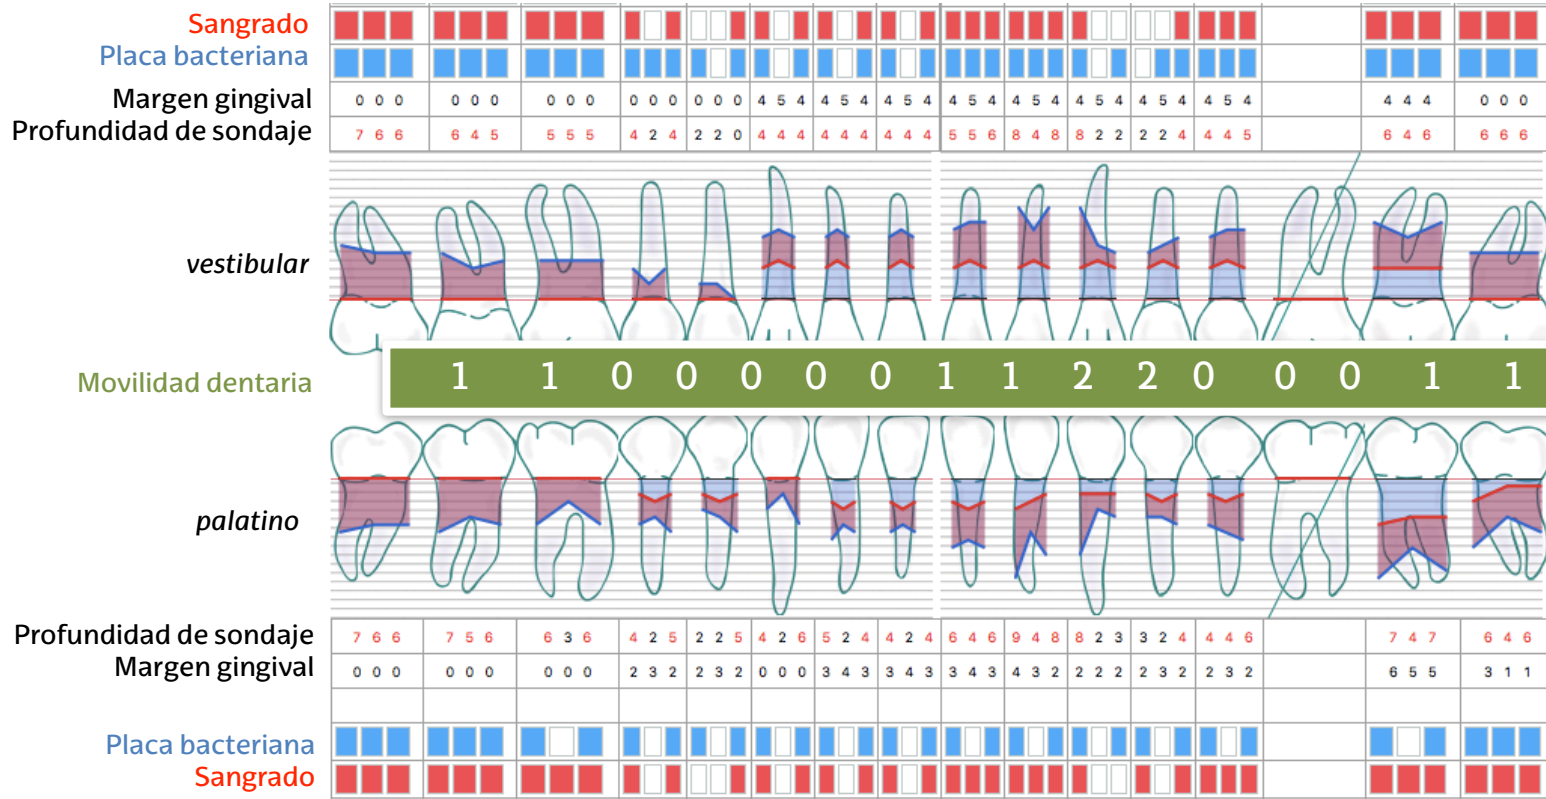 Sangrado
Placa bacteriana
Margen gingival 0 0 0 0 0 0 0 0 0 0 0 0 0 0 0 4 5 4 4 5 4 4 5 4 4 5 4 4 5 4 4 5 4 4 5 4 4 5 4 4 4 4 0 0 0
Profundidad de sondaje 7 6 6 6 4 5 5 5 5 4 2 4 2 2 0 4 4 4 4 4 4 4 4 4 5 5 6 8 4 8 8 2 2 2 2 4 4 4 5 6 4 6 6 6 6
vestibular
Movilidad dentaria 1 1 0 0 0 0 0 1 1 2 2 0 0 0 1 1
palatino
Profundidad de sondaje 7 6 6 7 5 6 6 3 6 4 2 5 2 2 5 4 2 6 5 2 4 4 2 4 6 4 6 9 4 8 8 2 3 3 2 4 4 4 6 7 4 7 6 4 6
Margen gingival 0 0 0 0 0 0 0 0 0 2 3 2 2 3 2 0 0 0 3 4 3 3 4 3 3 4 3 4 3 2 2 2 2 2 3 2 2 3 2 6 5 5 3 1 1
Placa bacteriana
Sangrado